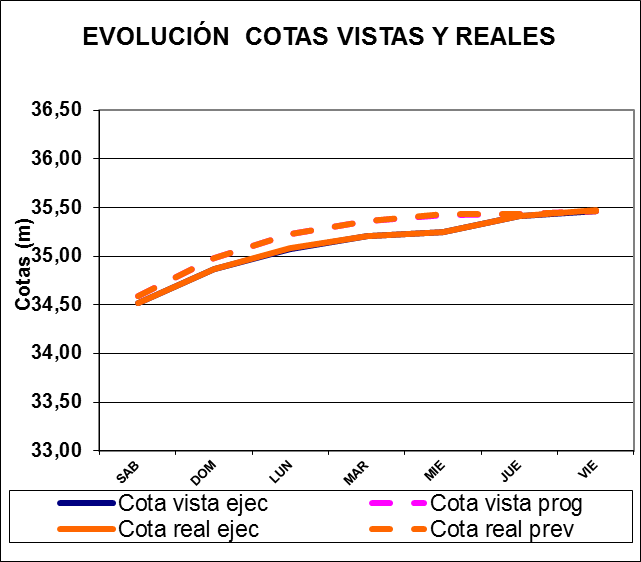 EVOLUCIÓN COTAS VISTAS Y REALES
36,50
36,00
35,50
35,00
34,50
34,00
33,50
33,00
Cotas (m)
SAB DOM LUN MAR MIE JUE VIE
Cota vista ejec Cota vista prog
Cota real ejec Cota real prev